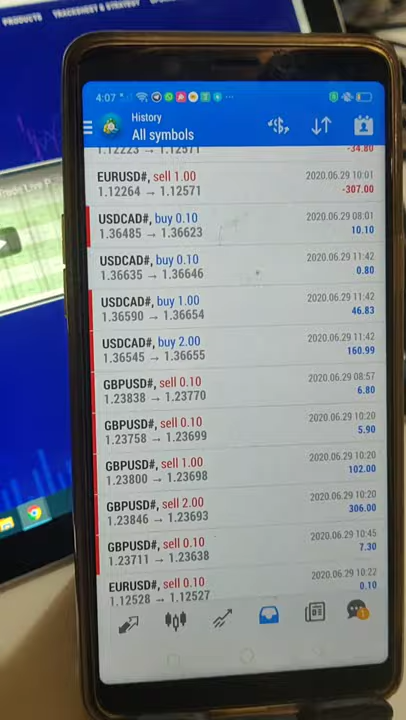 PRODUCTS TRACKSHEET & STRATEGY
4:07
History
All symbols
1.12223 → 1.12571 -34.80
EURUSD#, sell 1.00 2020.06.29 10:01
1.12264 → 1.12571 -307.00
USDCAD#, buy 0.10 2020.06.29 08:01
1.36485 → 1.36623 10.10
USDCAD#, buy 0.10 2020.06.29 11:42
1.36635 → 1.36646 0.80
USDCAD#, buy 1.00 2020.06.29 11:42
1.36590 → 1.36654 46.83
USDCAD#, buy 2.00 2020.06.29 11:42
1.36545 → 1.36655 160.99
GBPUSD#, sell 0.10 2020.06.29 08:57
1.23838 → 1.23770 6.80
GBPUSD#, sell 0.10 2020.06.29 10:20
1.23758 → 1.23699 5.90
GBPUSD#, sell 1.00 2020.06.29 10:20
1.23800 → 1.23698 102.00
GBPUSD#, sell 2.00 2020.06.29 10:20
1.23846 → 1.23693 306.00
GBPUSD#, sell 0.10 2020.06.29 10:45
1.23711 → 1.23638 7.30
EURUSD#, sell 0.10 2020.06.29 10:22
1.12528 → 1.12527 0.10
1